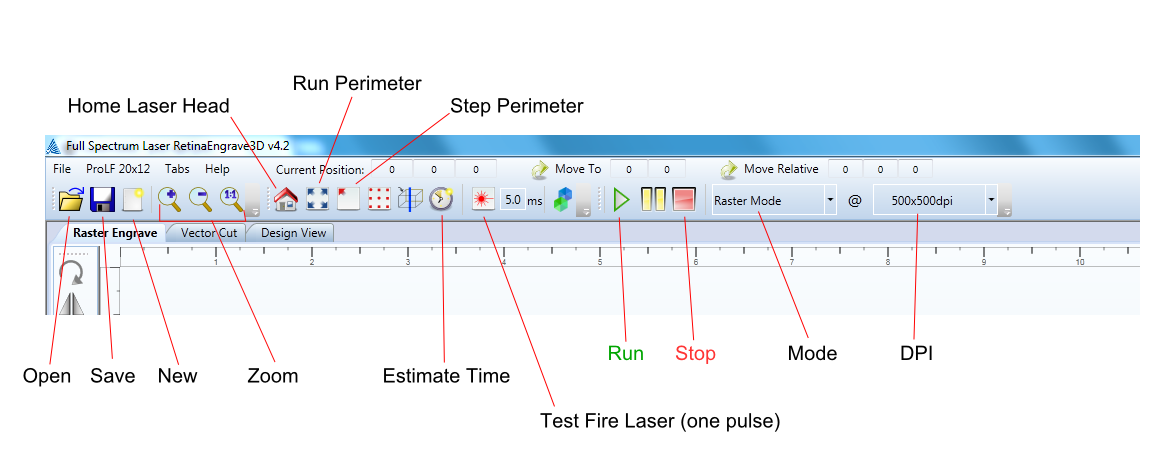 Run Perimeter
Home Laser Head
Step Perimeter
Full Spectrum Laser RetinaEngrave3D v4.2
File ProLF 20x12 Tabs Help Current Position: 0 0 0 Move To 0 0 Move Relative 0 0 0
1:1 5.0 ms Raster Mode @ 500x500dpi
Raster Engrave Vector Cut Design View
1 2 3 4 5 6 7 8 9 10
Run Stop Mode DPI
Open Save New Zoom Estimate Time
Test Fire Laser (one pulse)